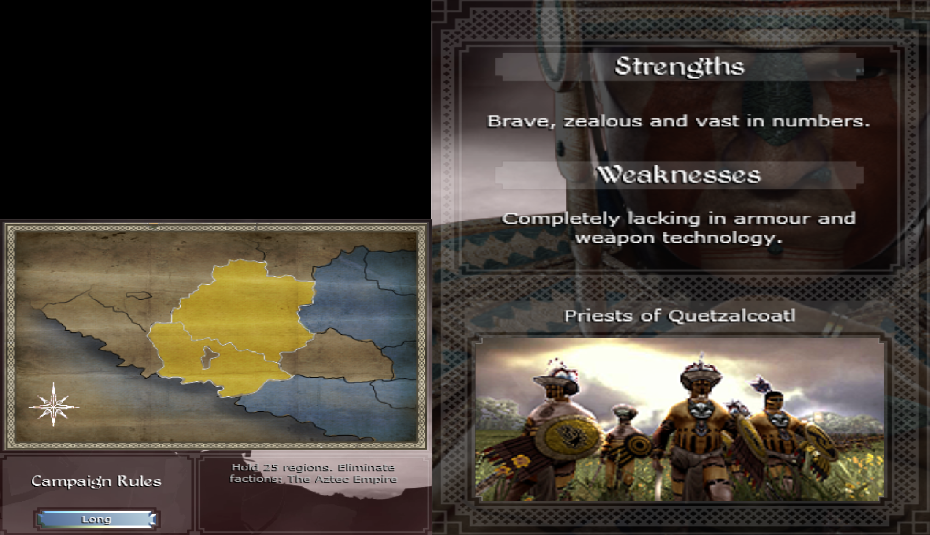 Strengths
Brave, zealous and vast in numbers.
Weaknesses
Completely lacking in armour and
weapon technology.
Priests of Quetzalcoatl
Campaign Rules
Long
Hold 25 regions. Eliminate
factions: The Aztec Empire